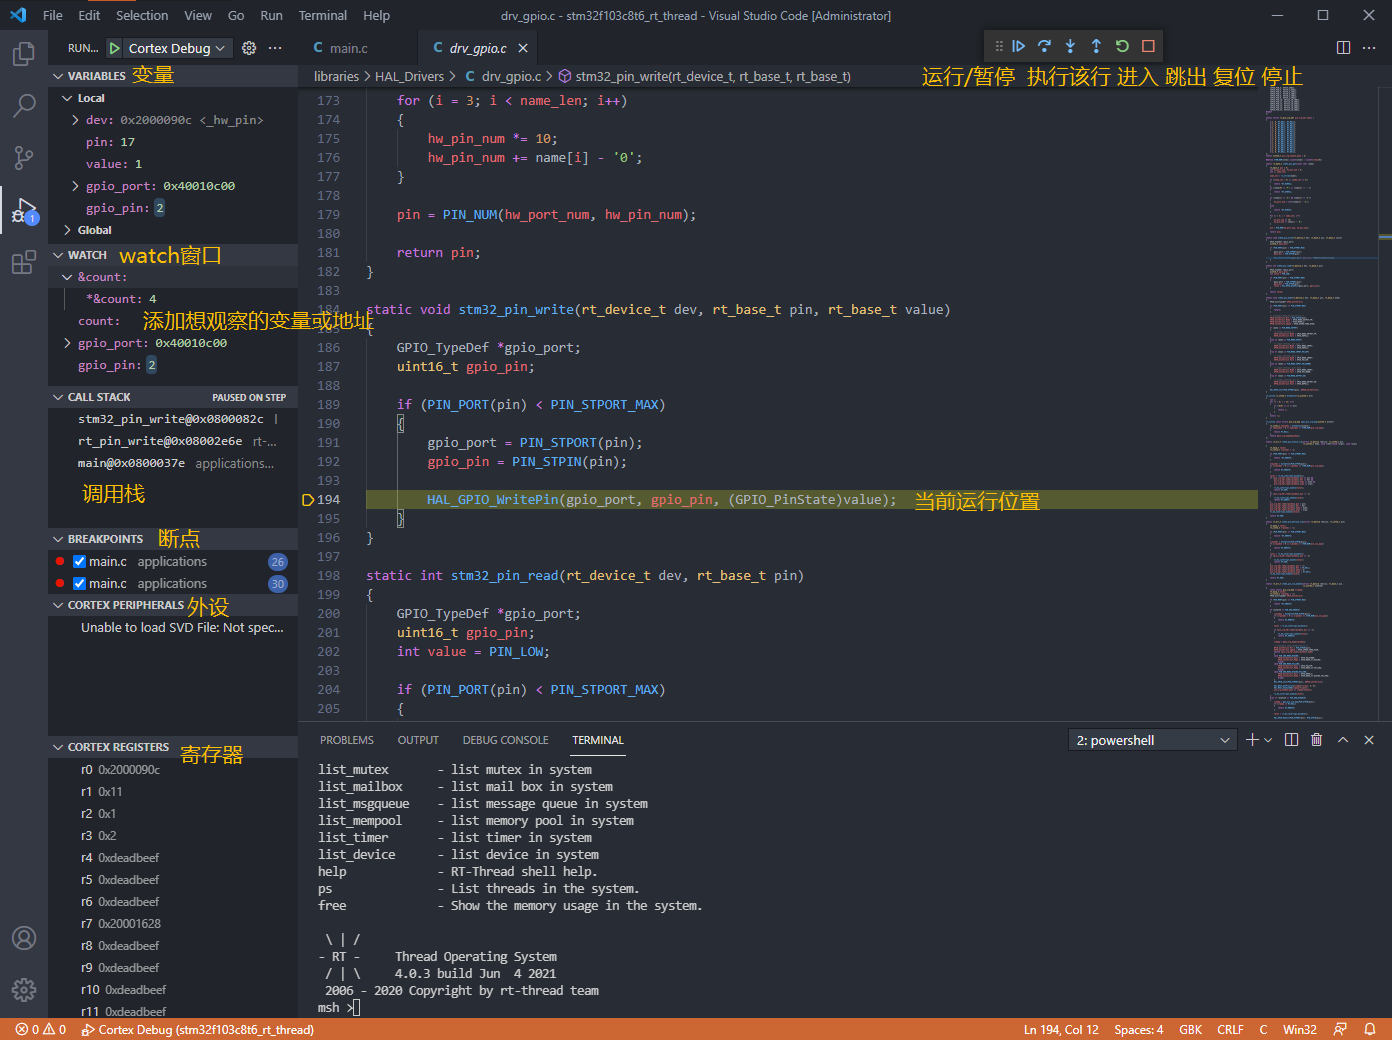 File Edit Selection View Go Run Terminal Help
drv_gpio.c - stm32f103c8t6_rt_thread - Visual Studio Code [Administrator]
RUN... Cortex Debug
main.c
drv_gpio.c
VARIABLES 变量
Local
dev: 0x2000090c <_hw_pin>
pin: 17
value: 1
gpio_port: 0x40010c00
gpio_pin: 2
Global
WATCH watch窗口
&count:
*&count: 4
count: 添加想观察的变量或地址
gpio_port: 0x40010c00
gpio_pin: 2
CALL STACK PAUSED ON STEP
stm32_pin_write@0x0800082c
rt_pin_write@0x08002e6e rt-...
main@0x0800037e applications...
调用栈
BREAKPOINTS 断点
main.c applications 26
main.c applications 30
CORTEX PERIPHERALS 外设
Unable to load SVD File: Not spec...
CORTEX REGISTERS 寄存器
r0 0x2000090c
r1 0x11
r2 0x1
r3 0x2
r4 0xdeadbeef
r5 0xdeadbeef
r6 0xdeadbeef
r7 0x20001628
r8 0xdeadbeef
r9 0xdeadbeef
r10 0xdeadbeef
r11 0xdeadbeef
libraries > HAL_Drivers > C drv_gpio.c > stm32_pin_write(rt_device_t, rt_base_t, rt_base_t)
运行/暂停 执行该行 进入 跳出 复位 停止
173 for (i = 3; i < name_len; i++)
174 {
175 hw_pin_num *= 10;
176 hw_pin_num += name[i] - '0';
177 }
178
179 pin = PIN_NUM(hw_port_num, hw_pin_num);
180
181 return pin;
182 }
183
184 static void stm32_pin_write(rt_device_t dev, rt_base_t pin, rt_base_t value)
185 {
186 GPIO_TypeDef *gpio_port;
187 uint16_t gpio_pin;
188
189 if (PIN_PORT(pin) < PIN_STPORT_MAX)
190 {
191 gpio_port = PIN_STPORT(pin);
192 gpio_pin = PIN_STPIN(pin);
193
194 HAL_GPIO_WritePin(gpio_port, gpio_pin, (GPIO_PinState)value); 当前运行位置
195 }
196 }
197
198 static int stm32_pin_read(rt_device_t dev, rt_base_t pin)
199 {
200 GPIO_TypeDef *gpio_port;
201 uint16_t gpio_pin;
202 int value = PIN_LOW;
203
204 if (PIN_PORT(pin) < PIN_STPORT_MAX)
205 {
PROBLEMS OUTPUT DEBUG CONSOLE TERMINAL 2: powershell
list_mutex - list mutex in system
list_mailbox - list mail box in system
list_msgqueue - list message queue in system
list_mempool - list memory pool in system
list_timer - list timer in system
list_device - list device in system
help - RT-Thread shell help.
ps - List threads in the system.
free - Show the memory usage in the system.
\ | /
- RT - Thread Operating System
/ | \ 4.0.3 build Jun 4 2021
2006 - 2020 Copyright by rt-thread team
msh >
0 0 Cortex Debug (stm32f103c8t6_rt_thread) Ln 194, Col 12 Spaces: 4 GBK CRLF C Win32